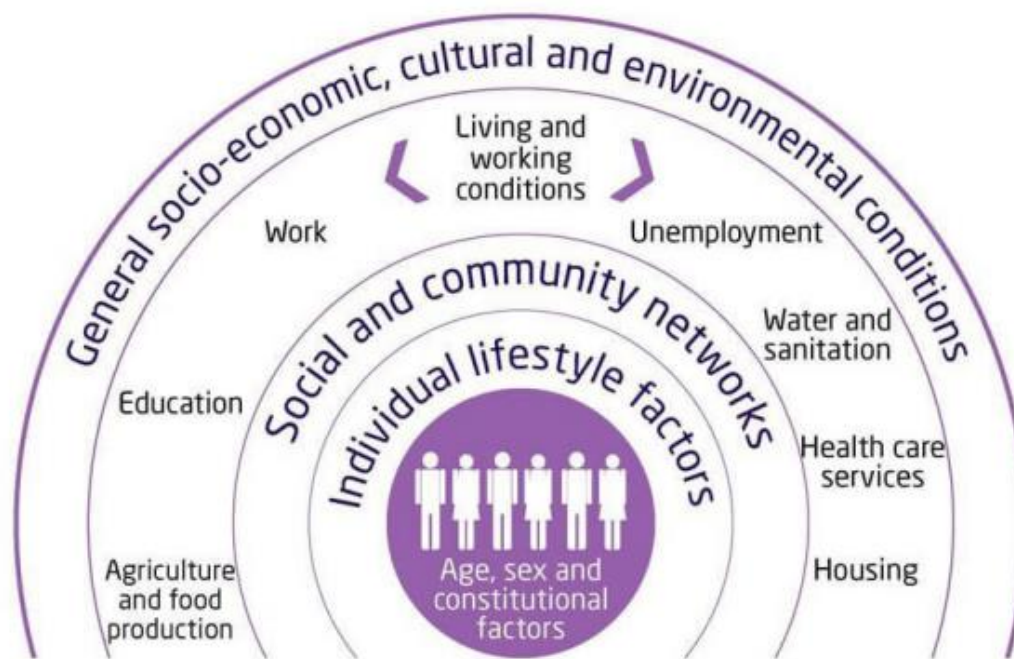 General socio-economic, cultural and environmental conditions
Living and
working
conditions
Work
Unemployment
Social and community networks
Water and
sanitation
Individual lifestyle factors
Education
Health care
services
Agriculture
and food
production
Housing
Age, sex and
constitutional
factors